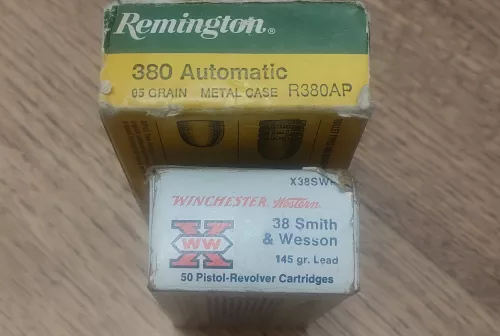 Remington®
380 Automatic
95 GRAIN METAL CASE R380AP
X38SW
WINCHESTER Western
X WW
38 Smith
& Wesson
145 gr. Lead
50 Pistol-Revolver Cartridges